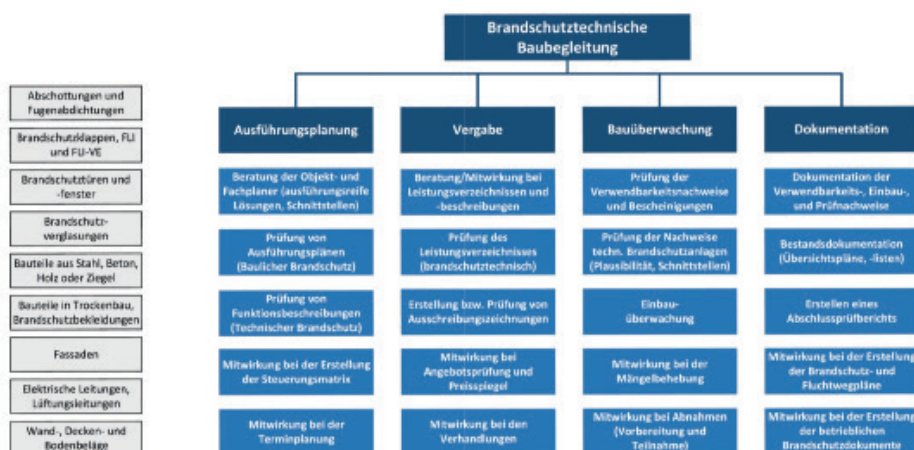 Brandschutztechnische
Baubegleitung
Abschottungen und
Fugenabdichtungen
Brandschutzklappen, FLI
und FLI-VE
Brandschutztüren und
-fenster
Brandschutz-
verglasungen
Bauteile aus Stahl, Beton,
Holz oder Ziegel
Bauteile in Trockenbau,
Brandschutzbekleidungen
Fassaden
Elektrische Leitungen,
Lüftungsleitungen
Wand-, Decken- und
Bodenbeläge
Ausführungsplanung
Beratung der Objekt- und
Fachplaner (ausführungsreife
Lösungen, Schnittstellen)
Prüfung von
Ausführungsplänen
(Baulicher Brandschutz)
Prüfung von
Funktionsbeschreibungen
(Technischer Brandschutz)
Mitwirkung bei der Erstellung
der Steuerungsmatrix
Mitwirkung bei der
Terminplanung
Vergabe
Beratung/Mitwirkung bei
Leistungsverzeichnissen und
-beschreibungen
Prüfung des
Leistungsverzeichnisses
(brandschutztechnisch)
Erstellung bzw. Prüfung von
Ausschreibungszeichnungen
Mitwirkung bei
Angebotsprüfung und
Preisspiegel
Mitwirkung bei den
Verhandlungen
Bauüberwachung
Prüfung der
Verwendbarkeitsnachweise
und Bescheinigungen
Prüfung der Nachweise
techn. Brandschutzanlagen
(Plausibilität, Schnittstellen)
Einbau-
überwachung
Mitwirkung bei der
Mängelbehebung
Mitwirkung bei Abnahmen
(Vorbereitung und
Teilnahme)
Dokumentation
Dokumentation der
Verwendbarkeits-, Einbau-,
und Prüfnachweise
Bestandsdokumentation
(Übersichtspläne, -listen)
Erstellen eines
Abschlussprüfberichts
Mitwirkung bei der Erstellung
der Brandschutz- und
Fluchtwegpläne
Mitwirkung bei der Erstellung
der betrieblichen
Brandschutzdokumente